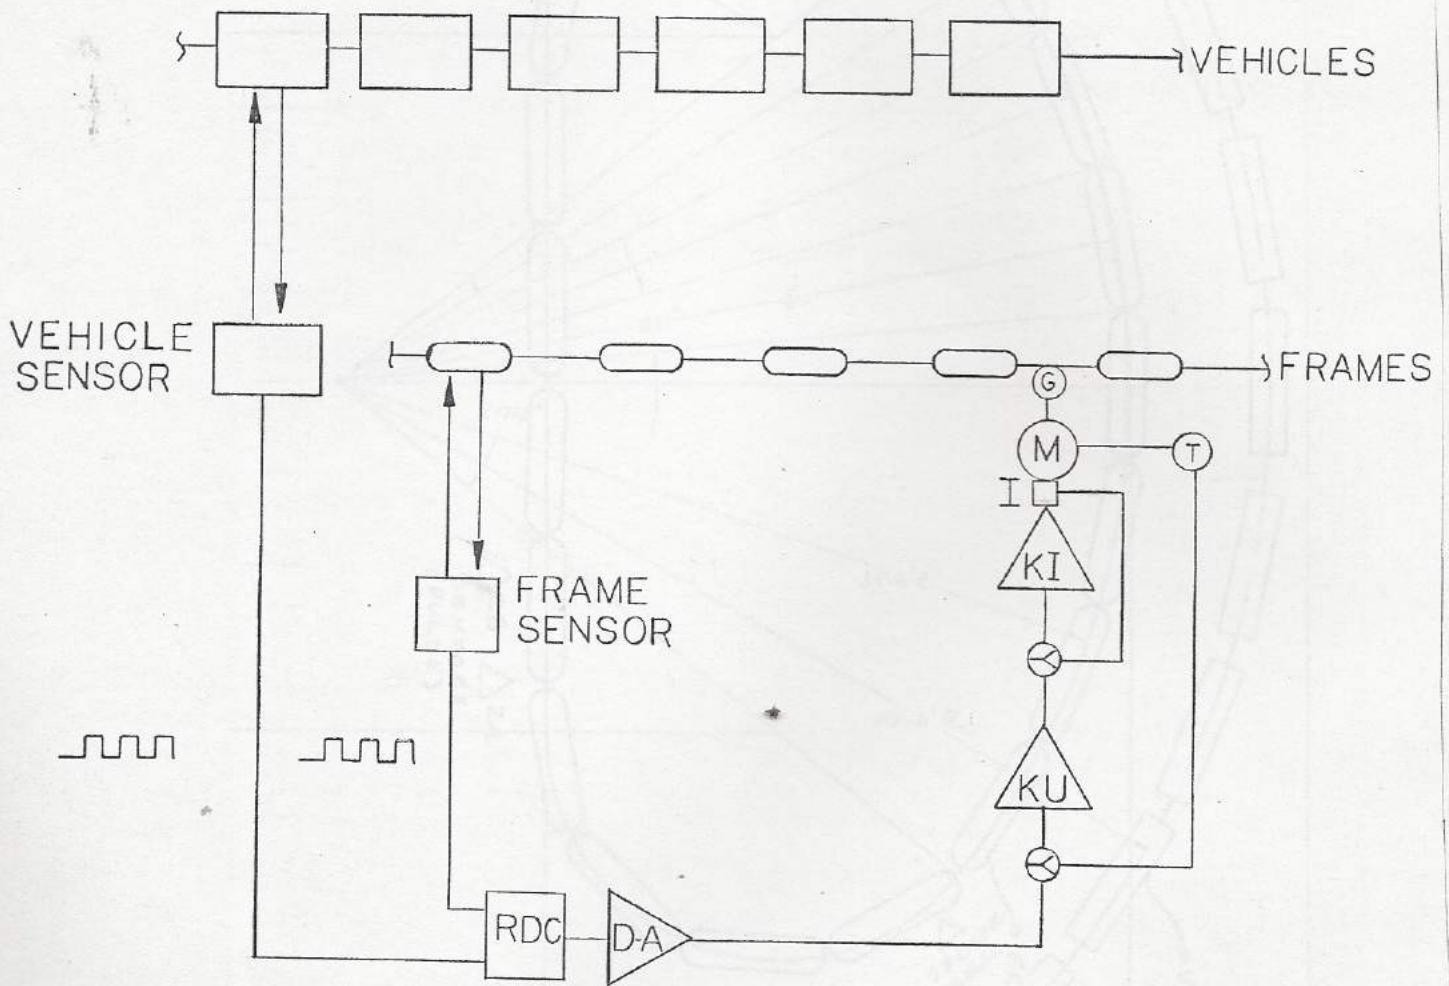 VEHICLES
VEHICLE
SENSOR
FRAMES
G
M
T
I
KI
FRAME
SENSOR
KU
RDC
D-A